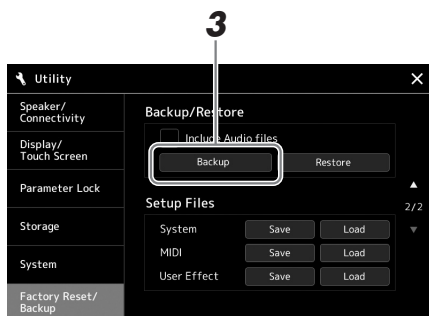 3
Utility
Speaker/
Connectivity
Display/
Touch Screen
Parameter Lock
Storage
System
Factory Reset/
Backup
Backup/Restore
Include Audio files
Backup Restore
2/2
Setup Files
System Save Load
MIDI Save Load
User Effect Save Load